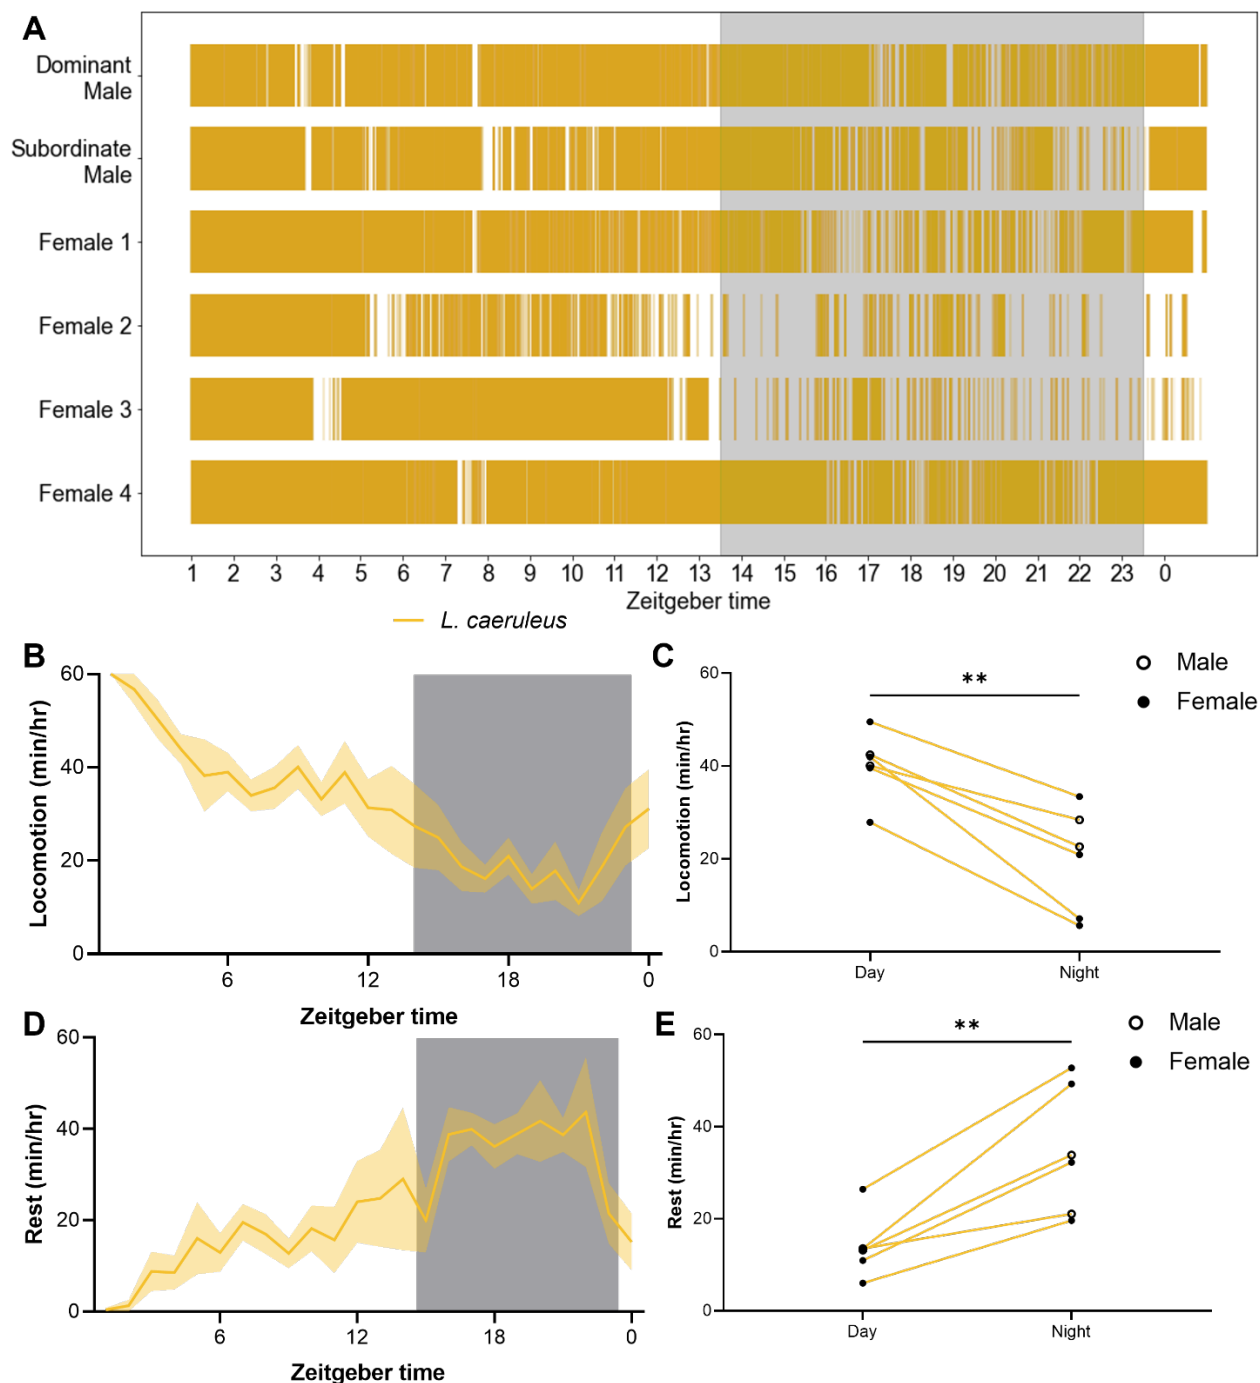 A
Dominant
Male
Subordinate
Male
Female 1
Female 2
Female 3
Female 4
1 2 3 4 5 6 7 8 9 10 11 12 13 14 15 16 17 18 19 20 21 22 23 0
Zeitgeber time
L. caeruleus
B
60
40
20
0
Locomotion (min/hr)
6 12 18 0
Zeitgeber time
C
Male
Female
**
60
40
20
0
Locomotion (min/hr)
Day Night
D
60
40
20
0
Rest (min/hr)
6 12 18 0
Zeitgeber time
E
Male
Female
**
60
40
20
0
Rest (min/hr)
Day Night